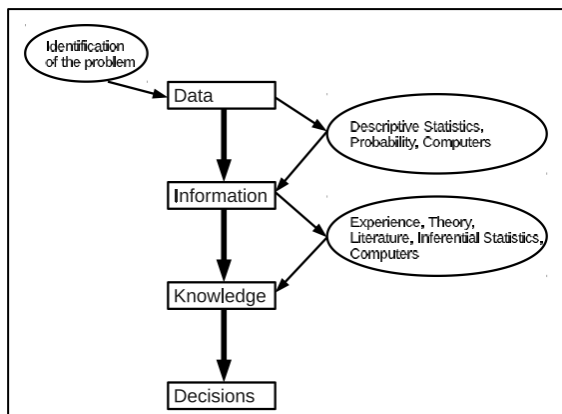 Identification
of the problem
Data
Descriptive Statistics,
Probability, Computers
Information
Experience, Theory,
Literature, Inferential Statistics,
Computers
Knowledge
Decisions